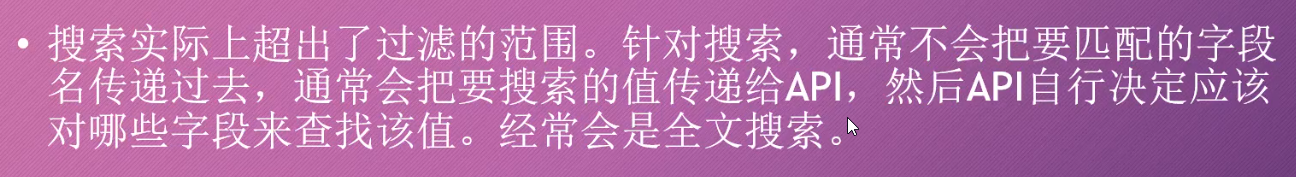 • 搜索实际上超出了过滤的范围。针对搜索，通常不会把要匹配的字段
名传递过去，通常会把要搜索的值传递给API，然后API自行决定应该
对哪些字段来查找该值。经常会是全文搜索。